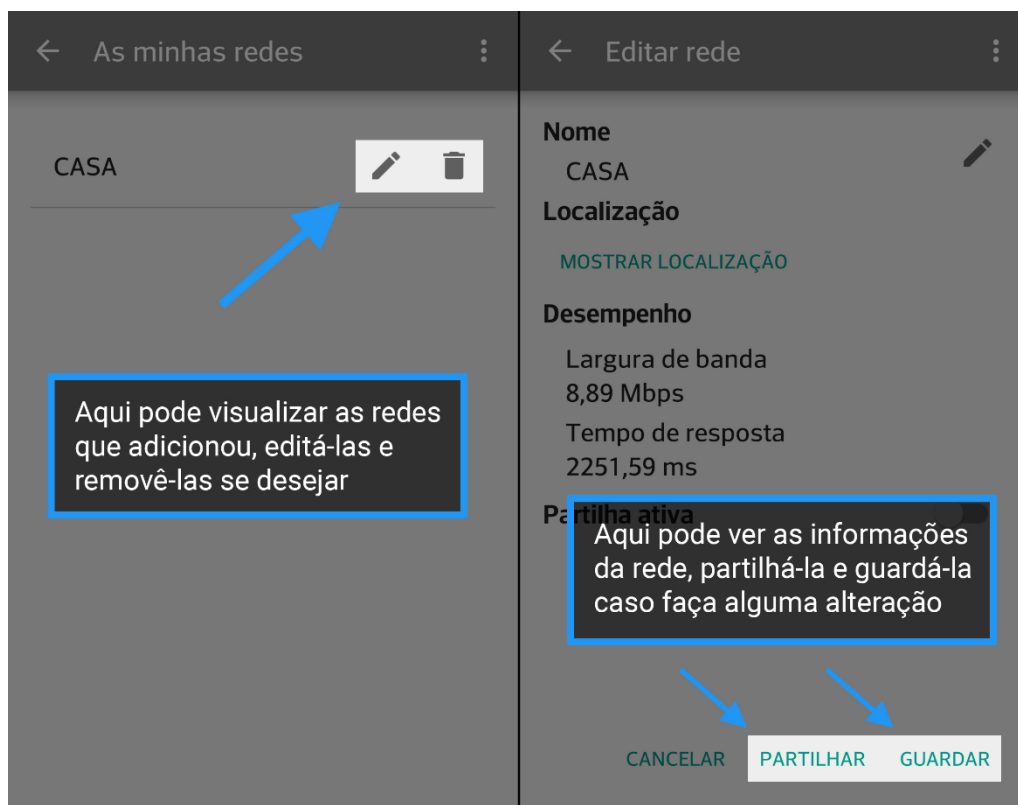 As minhas redes
CASA
Aqui pode visualizar as redes
que adicionou, editá-las e
removê-las se desejar
Editar rede
Nome
CASA
Localização
MOSTRAR LOCALIZAÇÃO
Desempenho
Largura de banda
8,89 Mbps
Tempo de resposta
2251,59 ms
Partilha ativa
Aqui pode ver as informações
da rede, partilhá-la e guardá-la
caso faça alguma alteração
CANCELAR PARTILHAR GUARDAR